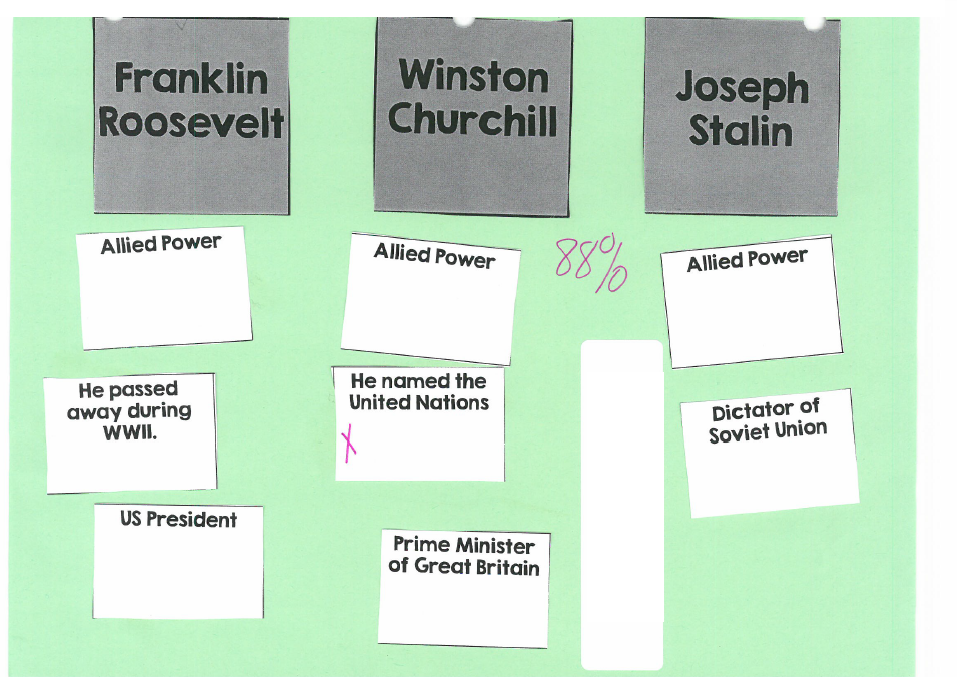 Franklin
Roosevelt
Winston
Churchill
Joseph
Stalin
Allied Power
Allied Power
88%
Allied Power
He passed
away during
WWII.
He named the
United Nations
X
Dictator of
Soviet Union
US President
Prime Minister
of Great Britain